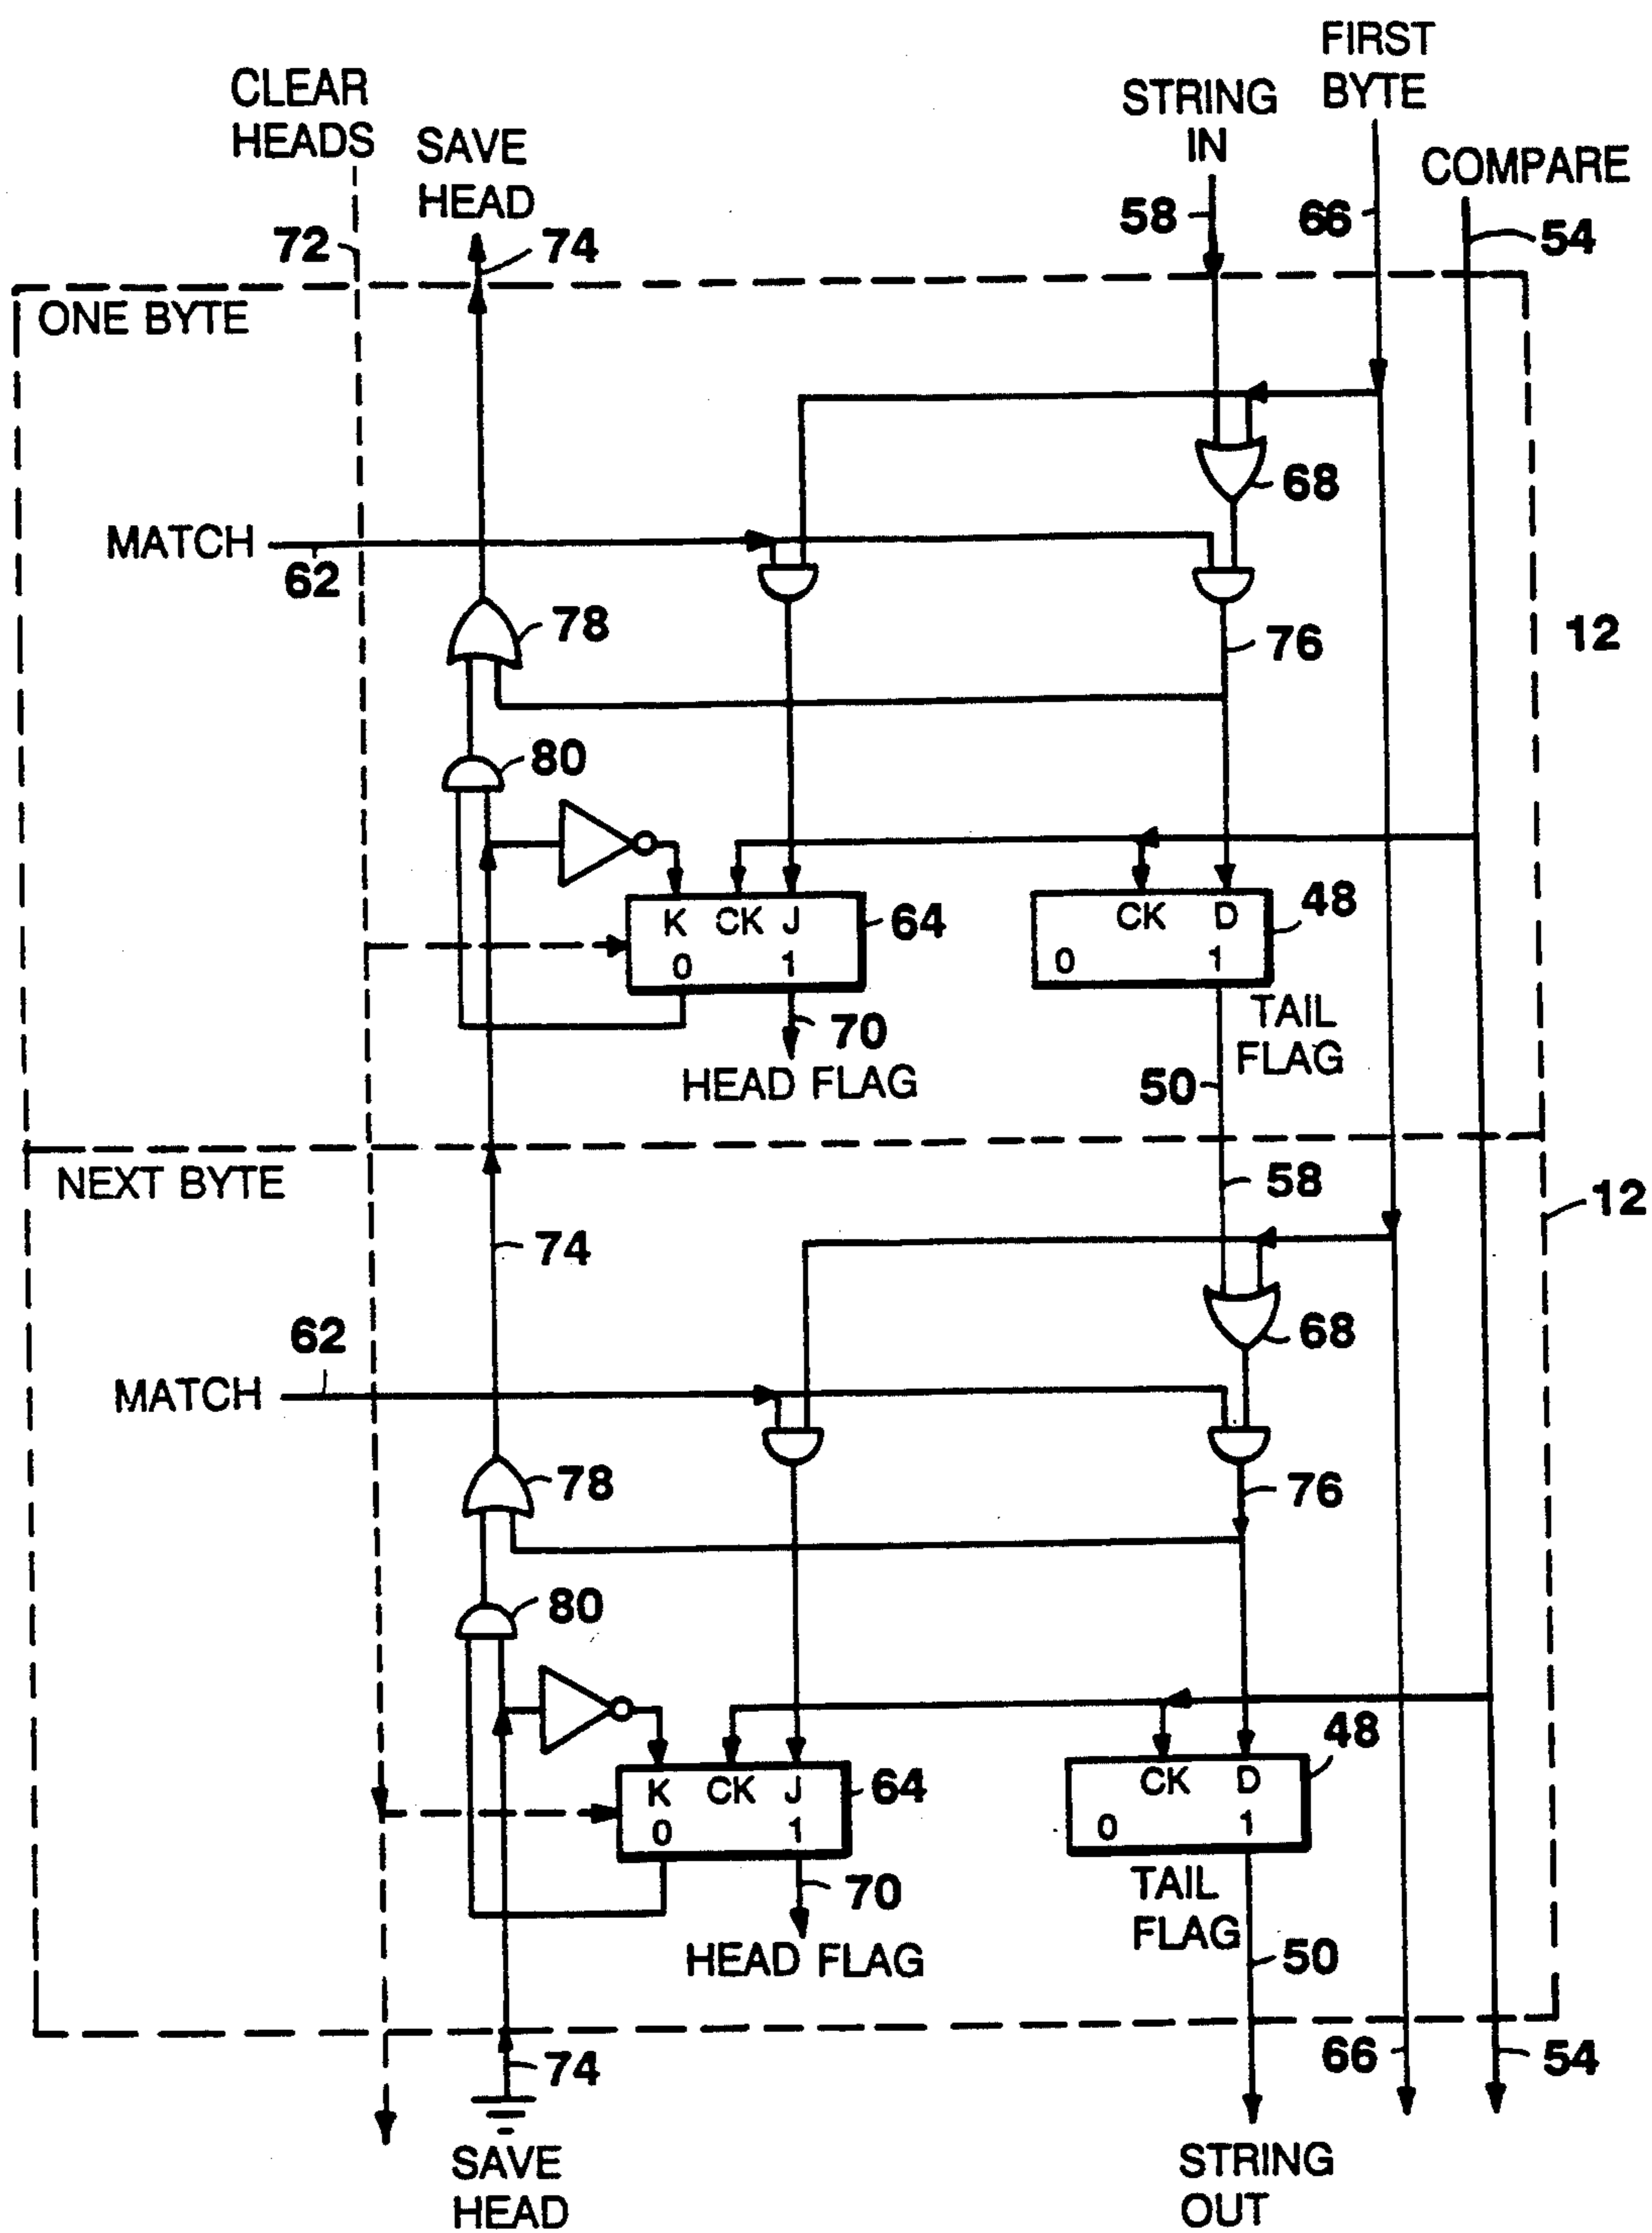 FIRST
BYTE
CLEAR
HEADS
STRING
IN
SAVE
HEAD
COMPARE
58
66
54
72
74
ONE BYTE
68
MATCH
62
78
12
76
80
K CK J
0 1
64
CK D
0 1
48
70
HEAD FLAG
TAIL
FLAG
50
NEXT BYTE
58
12
74
62
68
MATCH
78
76
80
48
K CK J
0 1
64
CK D
0 1
70
HEAD FLAG
TAIL
FLAG
50
66
54
74
SAVE
HEAD
STRING
OUT